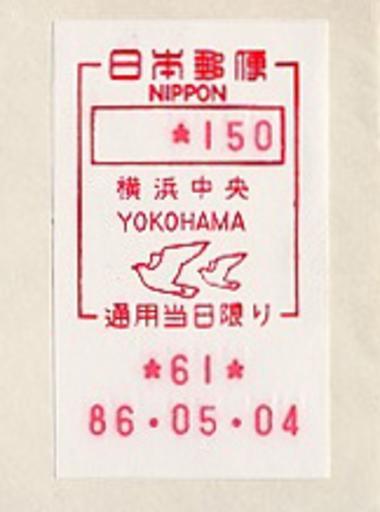 日本郵便
NIPPON
*150
横浜中央
YOKOHAMA
通用当日限り
*61*
86・05・04